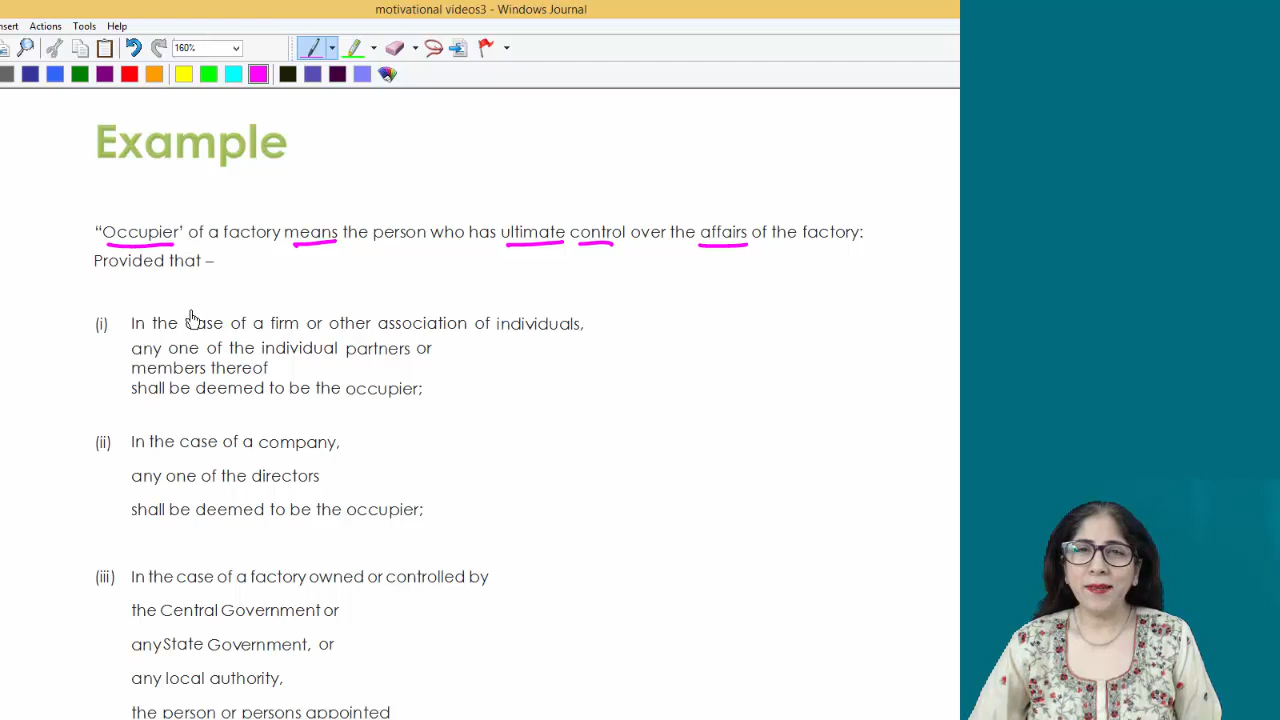 motivational videos3 - Windows Journal
nsert Actions Tools Help
160%
Example
“Occupier’ of a factory means the person who has ultimate control over the affairs of the factory:
Provided that –
(i) In the case of a firm or other association of individuals,
any one of the individual partners or
members thereof
shall be deemed to be the occupier;
(ii) In the case of a company,
any one of the directors
shall be deemed to be the occupier;
(iii) In the case of a factory owned or controlled by
the Central Government or
any State Government, or
any local authority,
the person or persons appointed